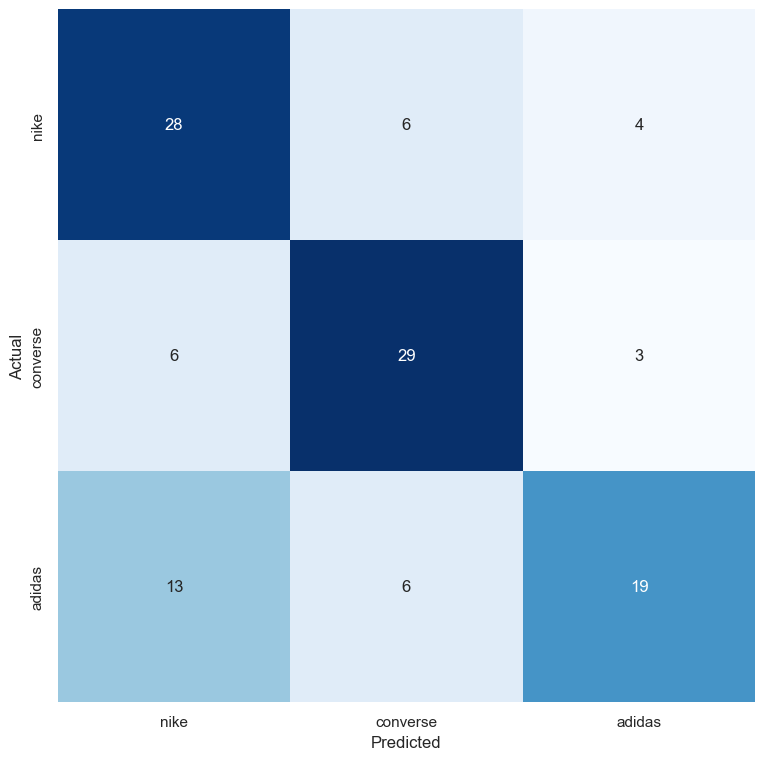 nike 28 6 4
Actual
converse 6 29 3
adidas 13 6 19
nike converse adidas
Predicted